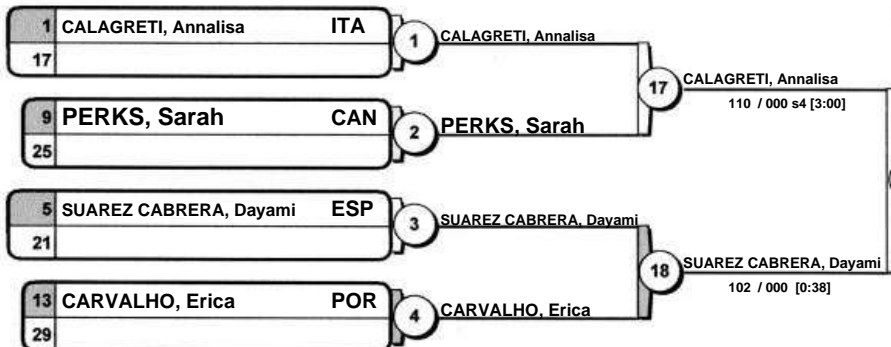 1 CALAGRETI, Annalisa ITA
17
1 CALAGRETI, Annalisa
9 PERKS, Sarah CAN
25
2 PERKS, Sarah
17 CALAGRETI, Annalisa
110 / 000 s4 [3:00]
5 SUAREZ CABRERA, Dayami ESP
21
3 SUAREZ CABRERA, Dayami
13 CARVALHO, Erica POR
29
4 CARVALHO, Erica
18 SUAREZ CABRERA, Dayami
102 / 000 [0:38]